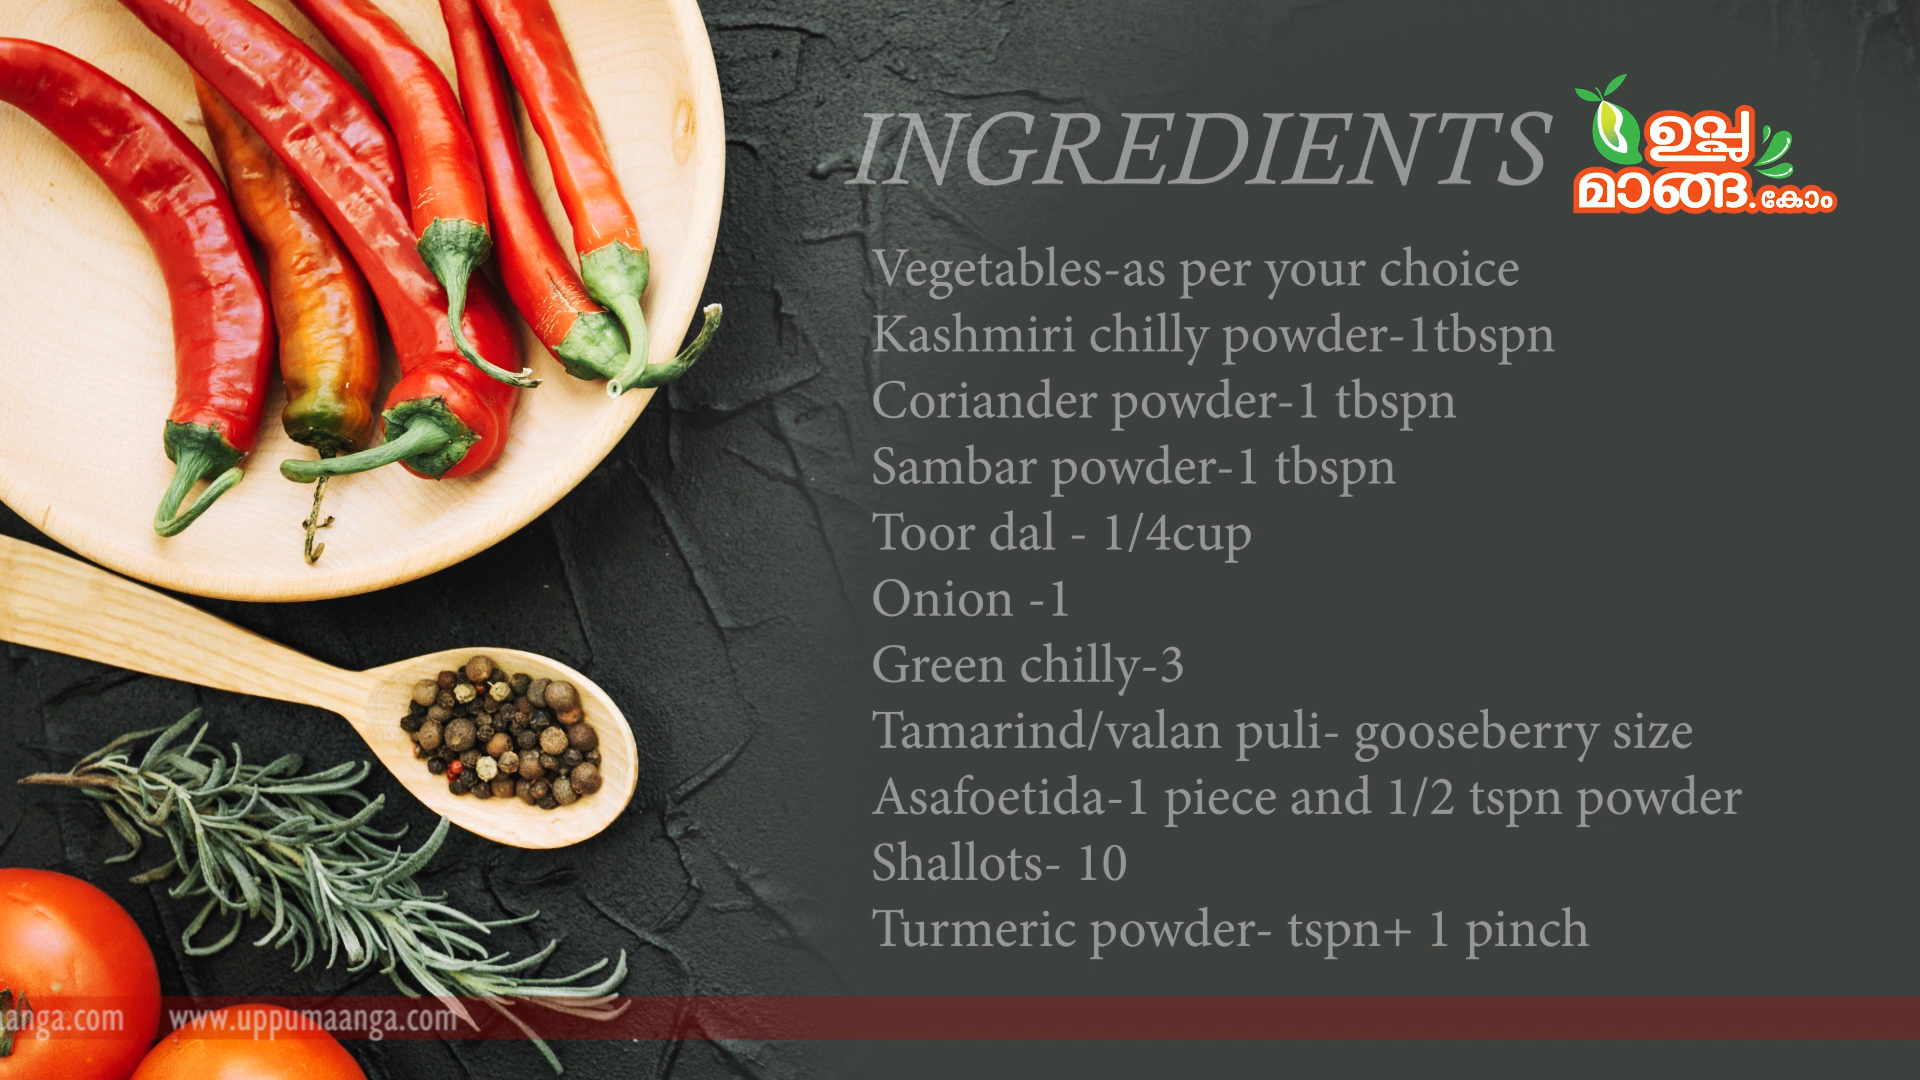 INGREDIENTS
ഉപ്പു
മാങ്ങ.കോം
Vegetables-as per your choice
Kashmiri chilly powder-1tbspn
Coriander powder-1 tbspn
Sambar powder-1 tbspn
Toor dal - 1/4cup
Onion -1
Green chilly-3
Tamarind/valan puli- gooseberry size
Asafoetida-1 piece and 1/2 tspn powder
Shallots- 10
Turmeric powder- tspn+ 1 pinch
aanga.com www.uppumaanga.com